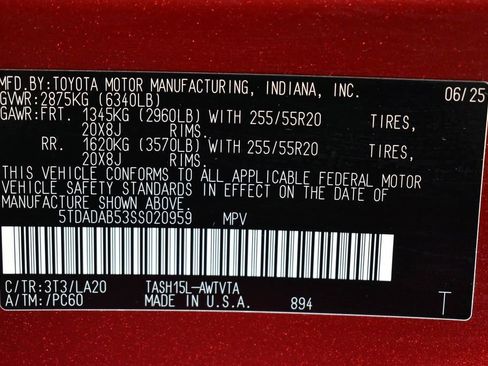 MFD.BY:TOYOTA MOTOR MANUFACTURING, INDIANA, INC. 06/25
GVWR:2875KG (6340LB)
GAWR:FRT. 1345KG (2960LB) WITH 255/55R20 TIRES,
20X8J RIMS.
RR. 1620KG (3570LB) WITH 255/55R20 TIRES,
20X8J RIMS.
THIS VEHICLE CONFORMS TO ALL APPLICABLE FEDERAL MOTOR
VEHICLE SAFETY STANDARDS IN EFFECT ON THE DATE OF
MANUFACTURE SHOWN ABOVE.
5TDADAB53SS020959 MPV
C/TR:3T3/LA20 TASH15L-AWTVTA
A/TM:/PC60 MADE IN U.S.A. 894 T